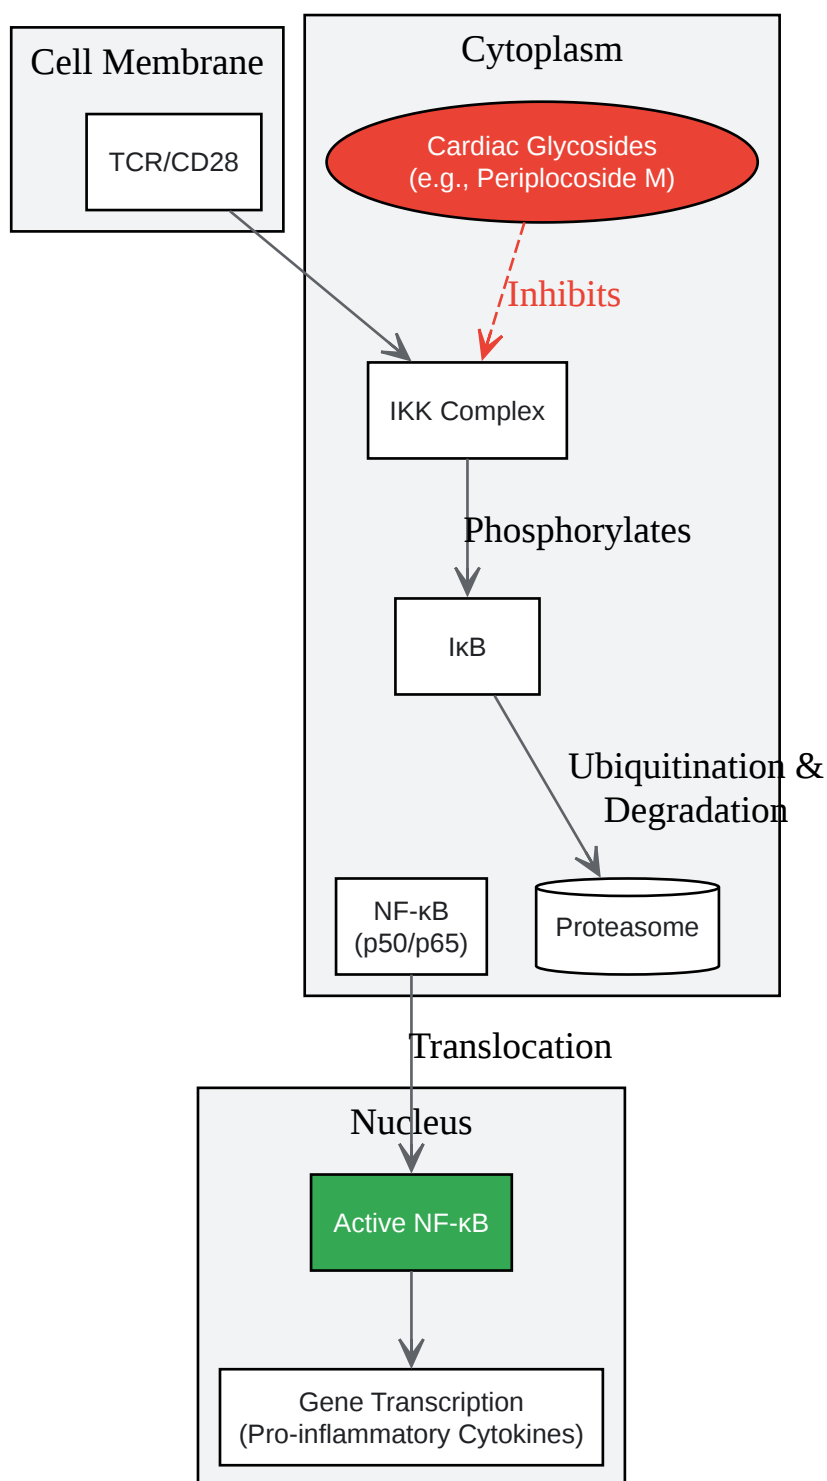 Cell Membrane
TCR/CD28
Cytoplasm
Cardiac Glycosides
(e.g., Periplocoside M)
Inhibits
IKK Complex
Phosphorylates
IκB
Ubiquitination &
Degradation
NF-κB
(p50/p65)
Proteasome
Translocation
Nucleus
Active NF-κB
Gene Transcription
(Pro-inflammatory Cytokines)